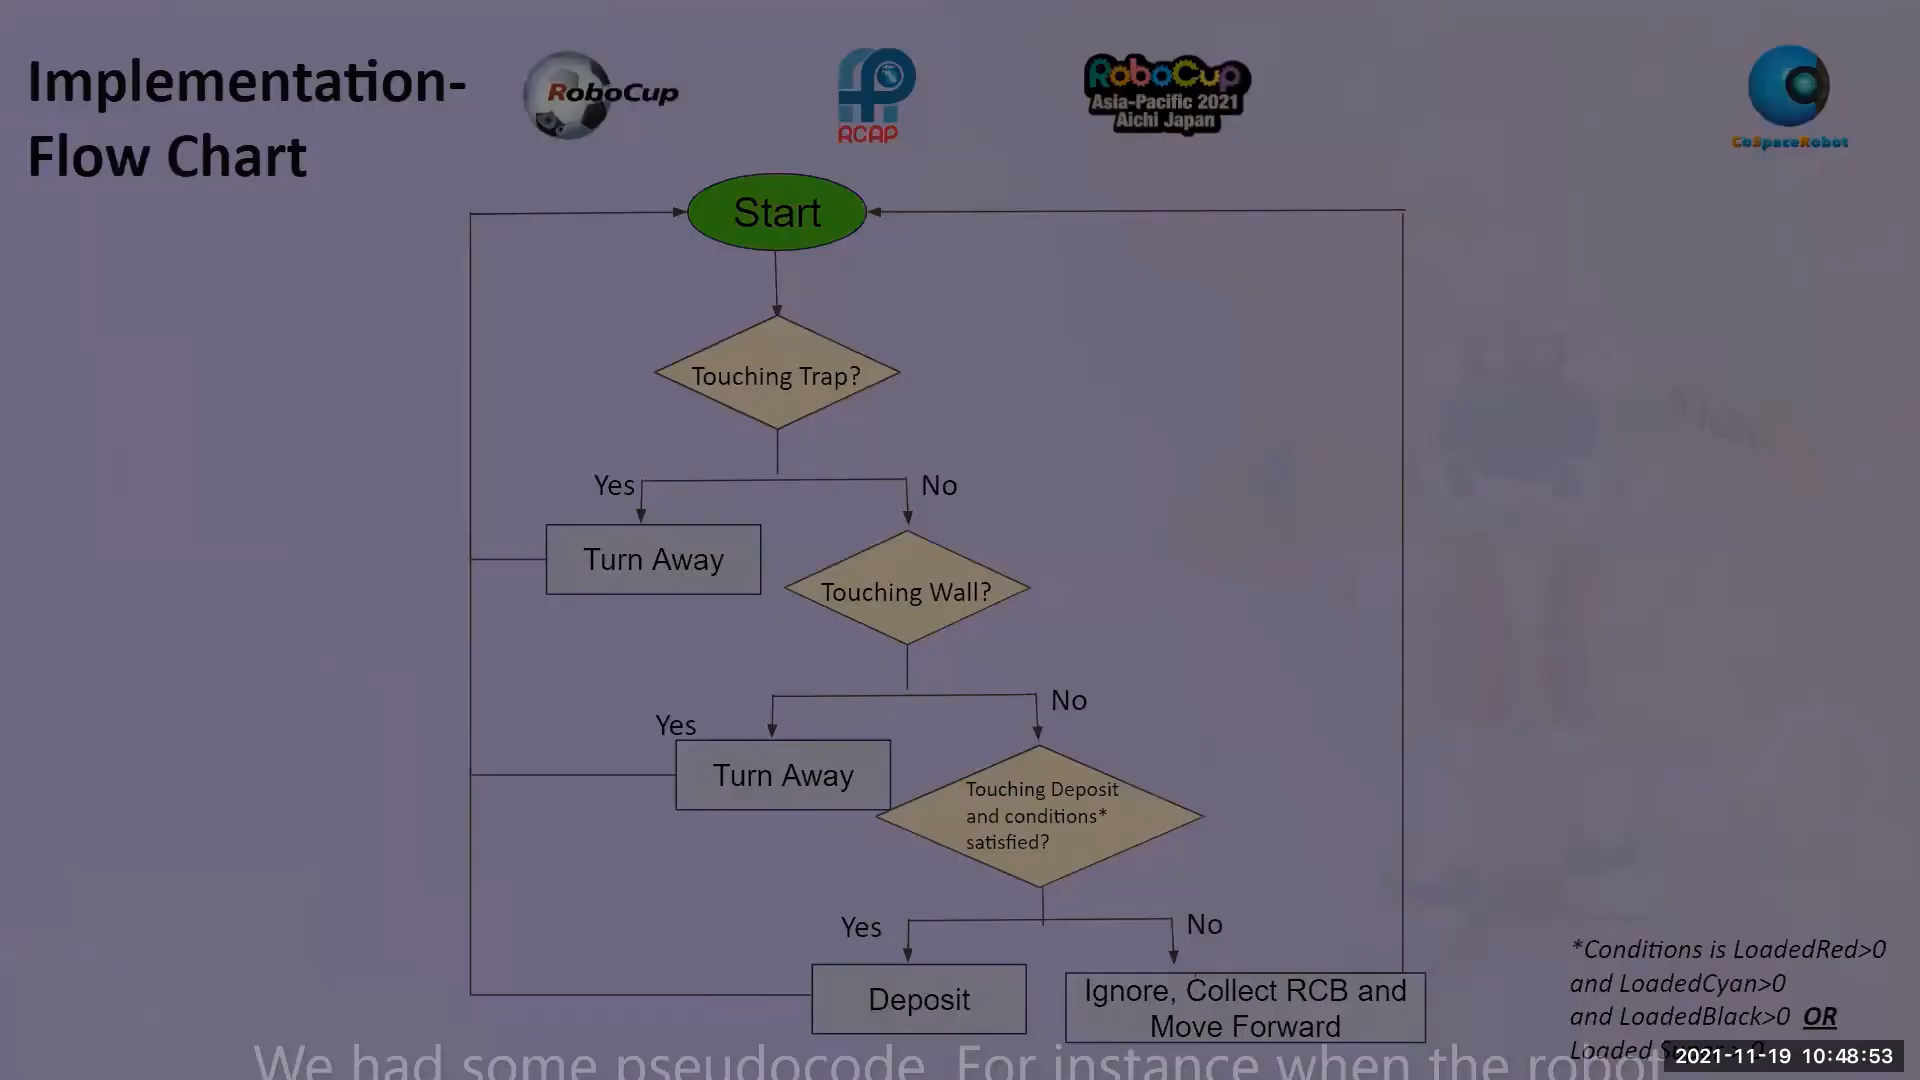 Implementation-
Flow Chart
RoboCup
RCAP
RoboCup
Asia-Pacific 2021
Aichi Japan
CoSpaceRobot
Start
Touching Trap?
Yes
No
Turn Away
Touching Wall?
Yes
No
Turn Away
Touching Deposit
and conditions*
satisfied?
Yes
No
Deposit
Ignore, Collect RCB and
Move Forward
*Conditions is LoadedRed>0
and LoadedCyan>0
and LoadedBlack>0 OR
Loaded
2021-11-19 10:48:53
We had some pseudocode. For instance when the robot